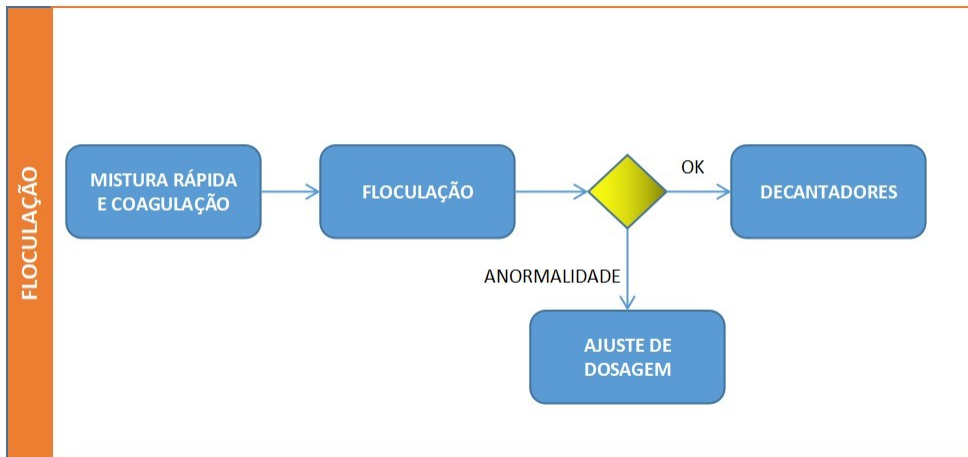 FLOCULAÇÃO
MISTURA RÁPIDA
E COAGULAÇÃO
FLOCULAÇÃO
OK
DECANTADORES
ANORMALIDADE
AJUSTE DE
DOSAGEM